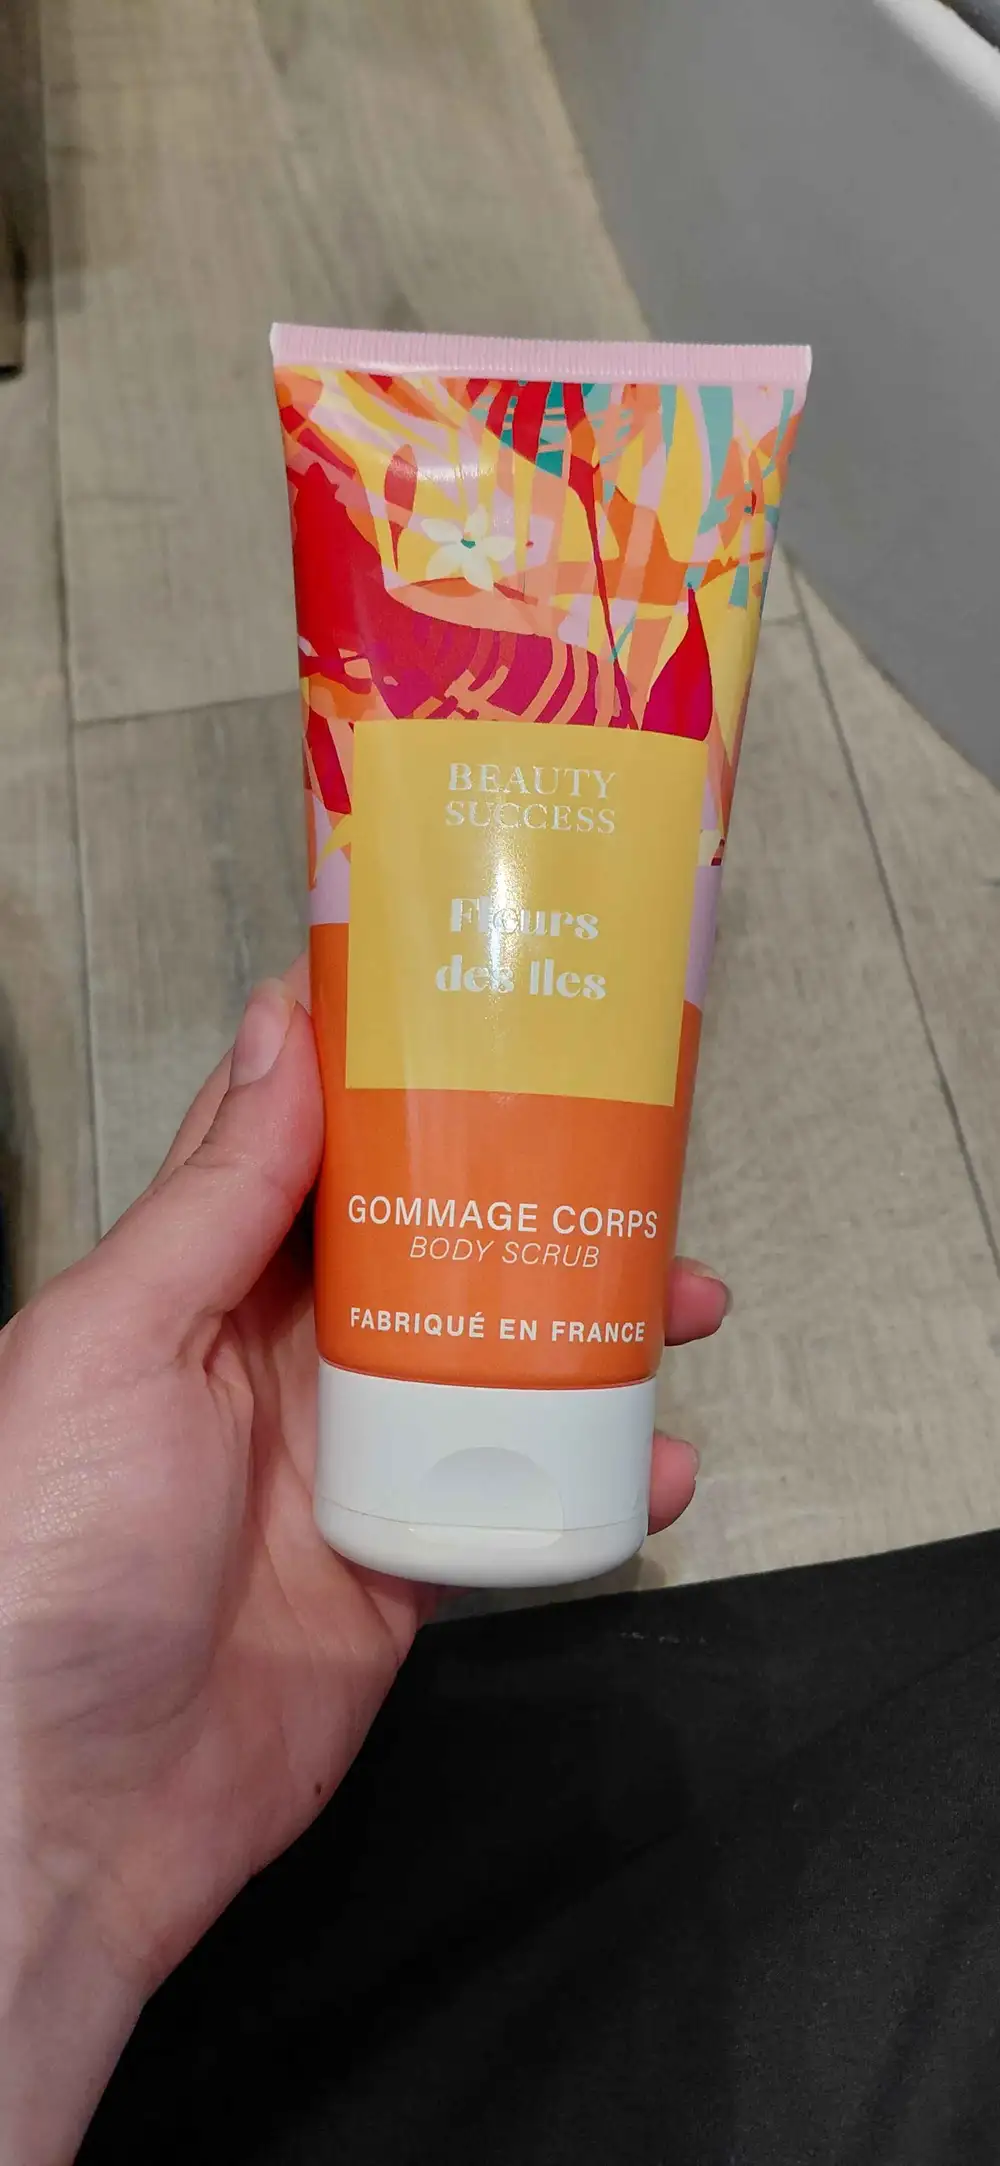 BEAUTY
SUCCESS
Fleurs
des Iles
GOMMAGE CORPS
BODY SCRUB
FABRIQUÉ EN FRANCE